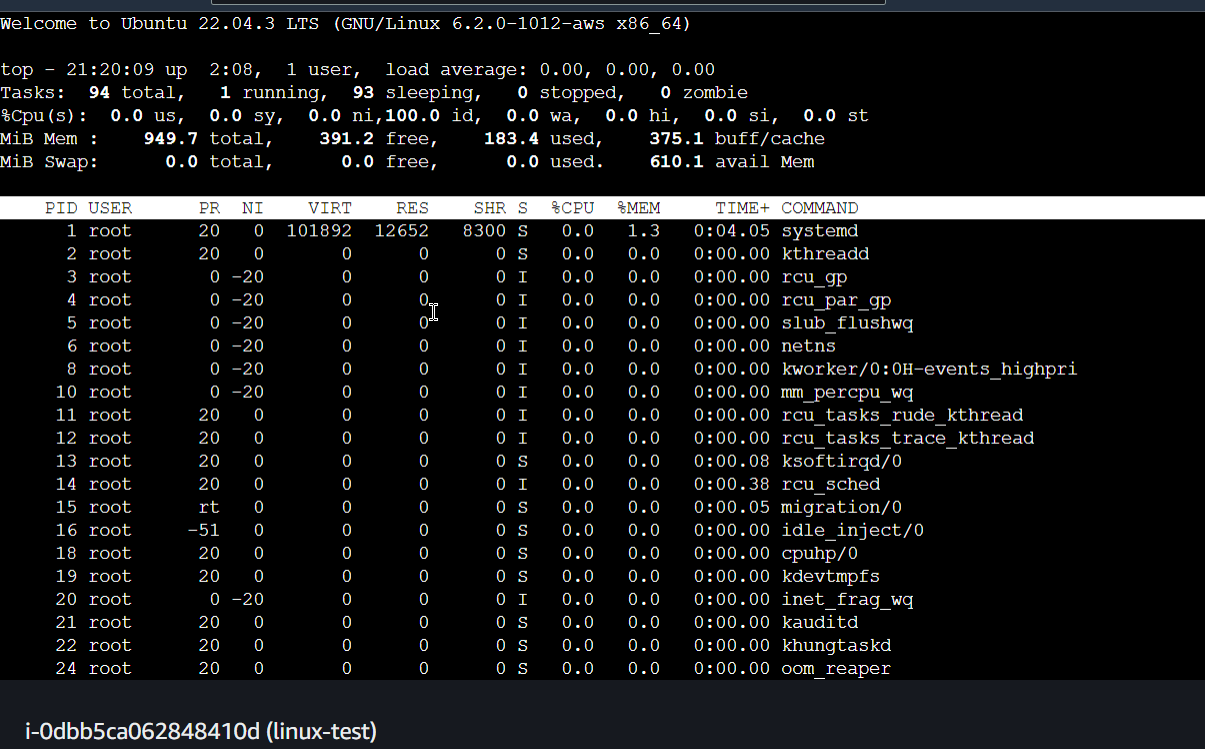 Welcome to Ubuntu 22.04.3 LTS (GNU/Linux 6.2.0-1012-aws x86_64)
top - 21:20:09 up  2:08,  1 user,  load average: 0.00, 0.00, 0.00
Tasks:  94 total,   1 running,  93 sleeping,   0 stopped,   0 zombie
%Cpu(s):  0.0 us,  0.0 sy,  0.0 ni,100.0 id,  0.0 wa,  0.0 hi,  0.0 si,  0.0 st
MiB Mem :    949.7 total,    391.2 free,    183.4 used,    375.1 buff/cache
MiB Swap:      0.0 total,      0.0 free,      0.0 used.    610.1 avail Mem
PID USER      PR  NI    VIRT    RES    SHR S  %CPU  %MEM     TIME+ COMMAND
1 root      20   0  101892  12652   8300 S   0.0   1.3   0:04.05 systemd
2 root      20   0       0      0      0 S   0.0   0.0   0:00.00 kthreadd
3 root       0 -20       0      0      0 I   0.0   0.0   0:00.00 rcu_gp
4 root       0 -20       0      0      0 I   0.0   0.0   0:00.00 rcu_par_gp
5 root       0 -20       0      0      0 I   0.0   0.0   0:00.00 slub_flushwq
6 root       0 -20       0      0      0 I   0.0   0.0   0:00.00 netns
8 root       0 -20       0      0      0 I   0.0   0.0   0:00.00 kworker/0:0H-events_highpri
10 root       0 -20       0      0      0 I   0.0   0.0   0:00.00 mm_percpu_wq
11 root      20   0       0      0      0 I   0.0   0.0   0:00.00 rcu_tasks_rude_kthread
12 root      20   0       0      0      0 I   0.0   0.0   0:00.00 rcu_tasks_trace_kthread
13 root      20   0       0      0      0 S   0.0   0.0   0:00.08 ksoftirqd/0
14 root      20   0       0      0      0 I   0.0   0.0   0:00.38 rcu_sched
15 root      rt   0       0      0      0 S   0.0   0.0   0:00.05 migration/0
16 root     -51   0       0      0      0 S   0.0   0.0   0:00.00 idle_inject/0
18 root      20   0       0      0      0 S   0.0   0.0   0:00.00 cpuhp/0
19 root      20   0       0      0      0 S   0.0   0.0   0:00.00 kdevtmpfs
20 root       0 -20       0      0      0 I   0.0   0.0   0:00.00 inet_frag_wq
21 root      20   0       0      0      0 S   0.0   0.0   0:00.00 kauditd
22 root      20   0       0      0      0 S   0.0   0.0   0:00.00 khungtaskd
24 root      20   0       0      0      0 S   0.0   0.0   0:00.00 oom_reaper
i-0dbb5ca062848410d (linux-test)